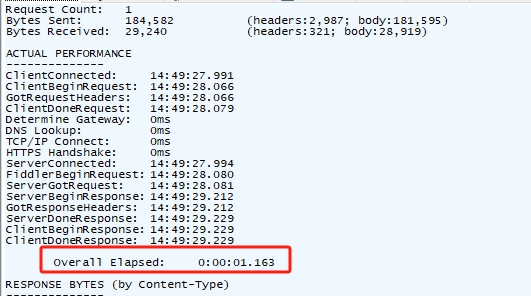 Request Count: 1
Bytes Sent: 184,582 (headers:2,987; body:181,595)
Bytes Received: 29,240 (headers:321; body:28,919)
ACTUAL PERFORMANCE
--------------
ClientConnected: 14:49:27.991
ClientBeginRequest: 14:49:28.066
GotRequestHeaders: 14:49:28.066
ClientDoneRequest: 14:49:28.079
Determine Gateway: 0ms
DNS Lookup: 0ms
TCP/IP Connect: 0ms
HTTPS Handshake: 0ms
ServerConnected: 14:49:27.994
FiddlerBeginRequest: 14:49:28.080
ServerGotRequest: 14:49:28.081
ServerBeginResponse: 14:49:29.212
GotResponseHeaders: 14:49:29.212
ServerDoneResponse: 14:49:29.229
ClientBeginResponse: 14:49:29.229
ClientDoneResponse: 14:49:29.229
Overall Elapsed: 0:00:01.163
RESPONSE BYTES (by Content-Type)
--------------